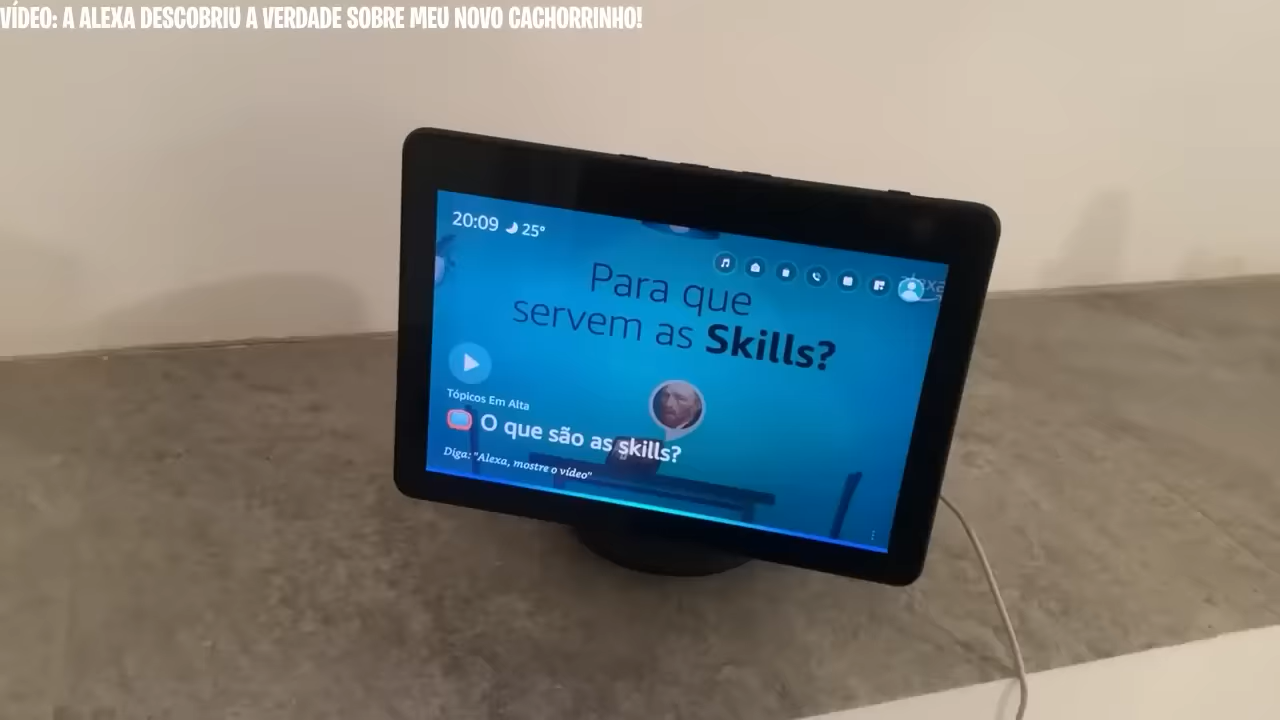 VÍDEO: A ALEXA DESCOBRIU A VERDADE SOBRE MEU NOVO CACHORRINHO!
20:09 25°
alexa
Para que
servem as Skills?
Tópicos Em Alta
O que são as skills?
Diga: "Alexa, mostre o vídeo"